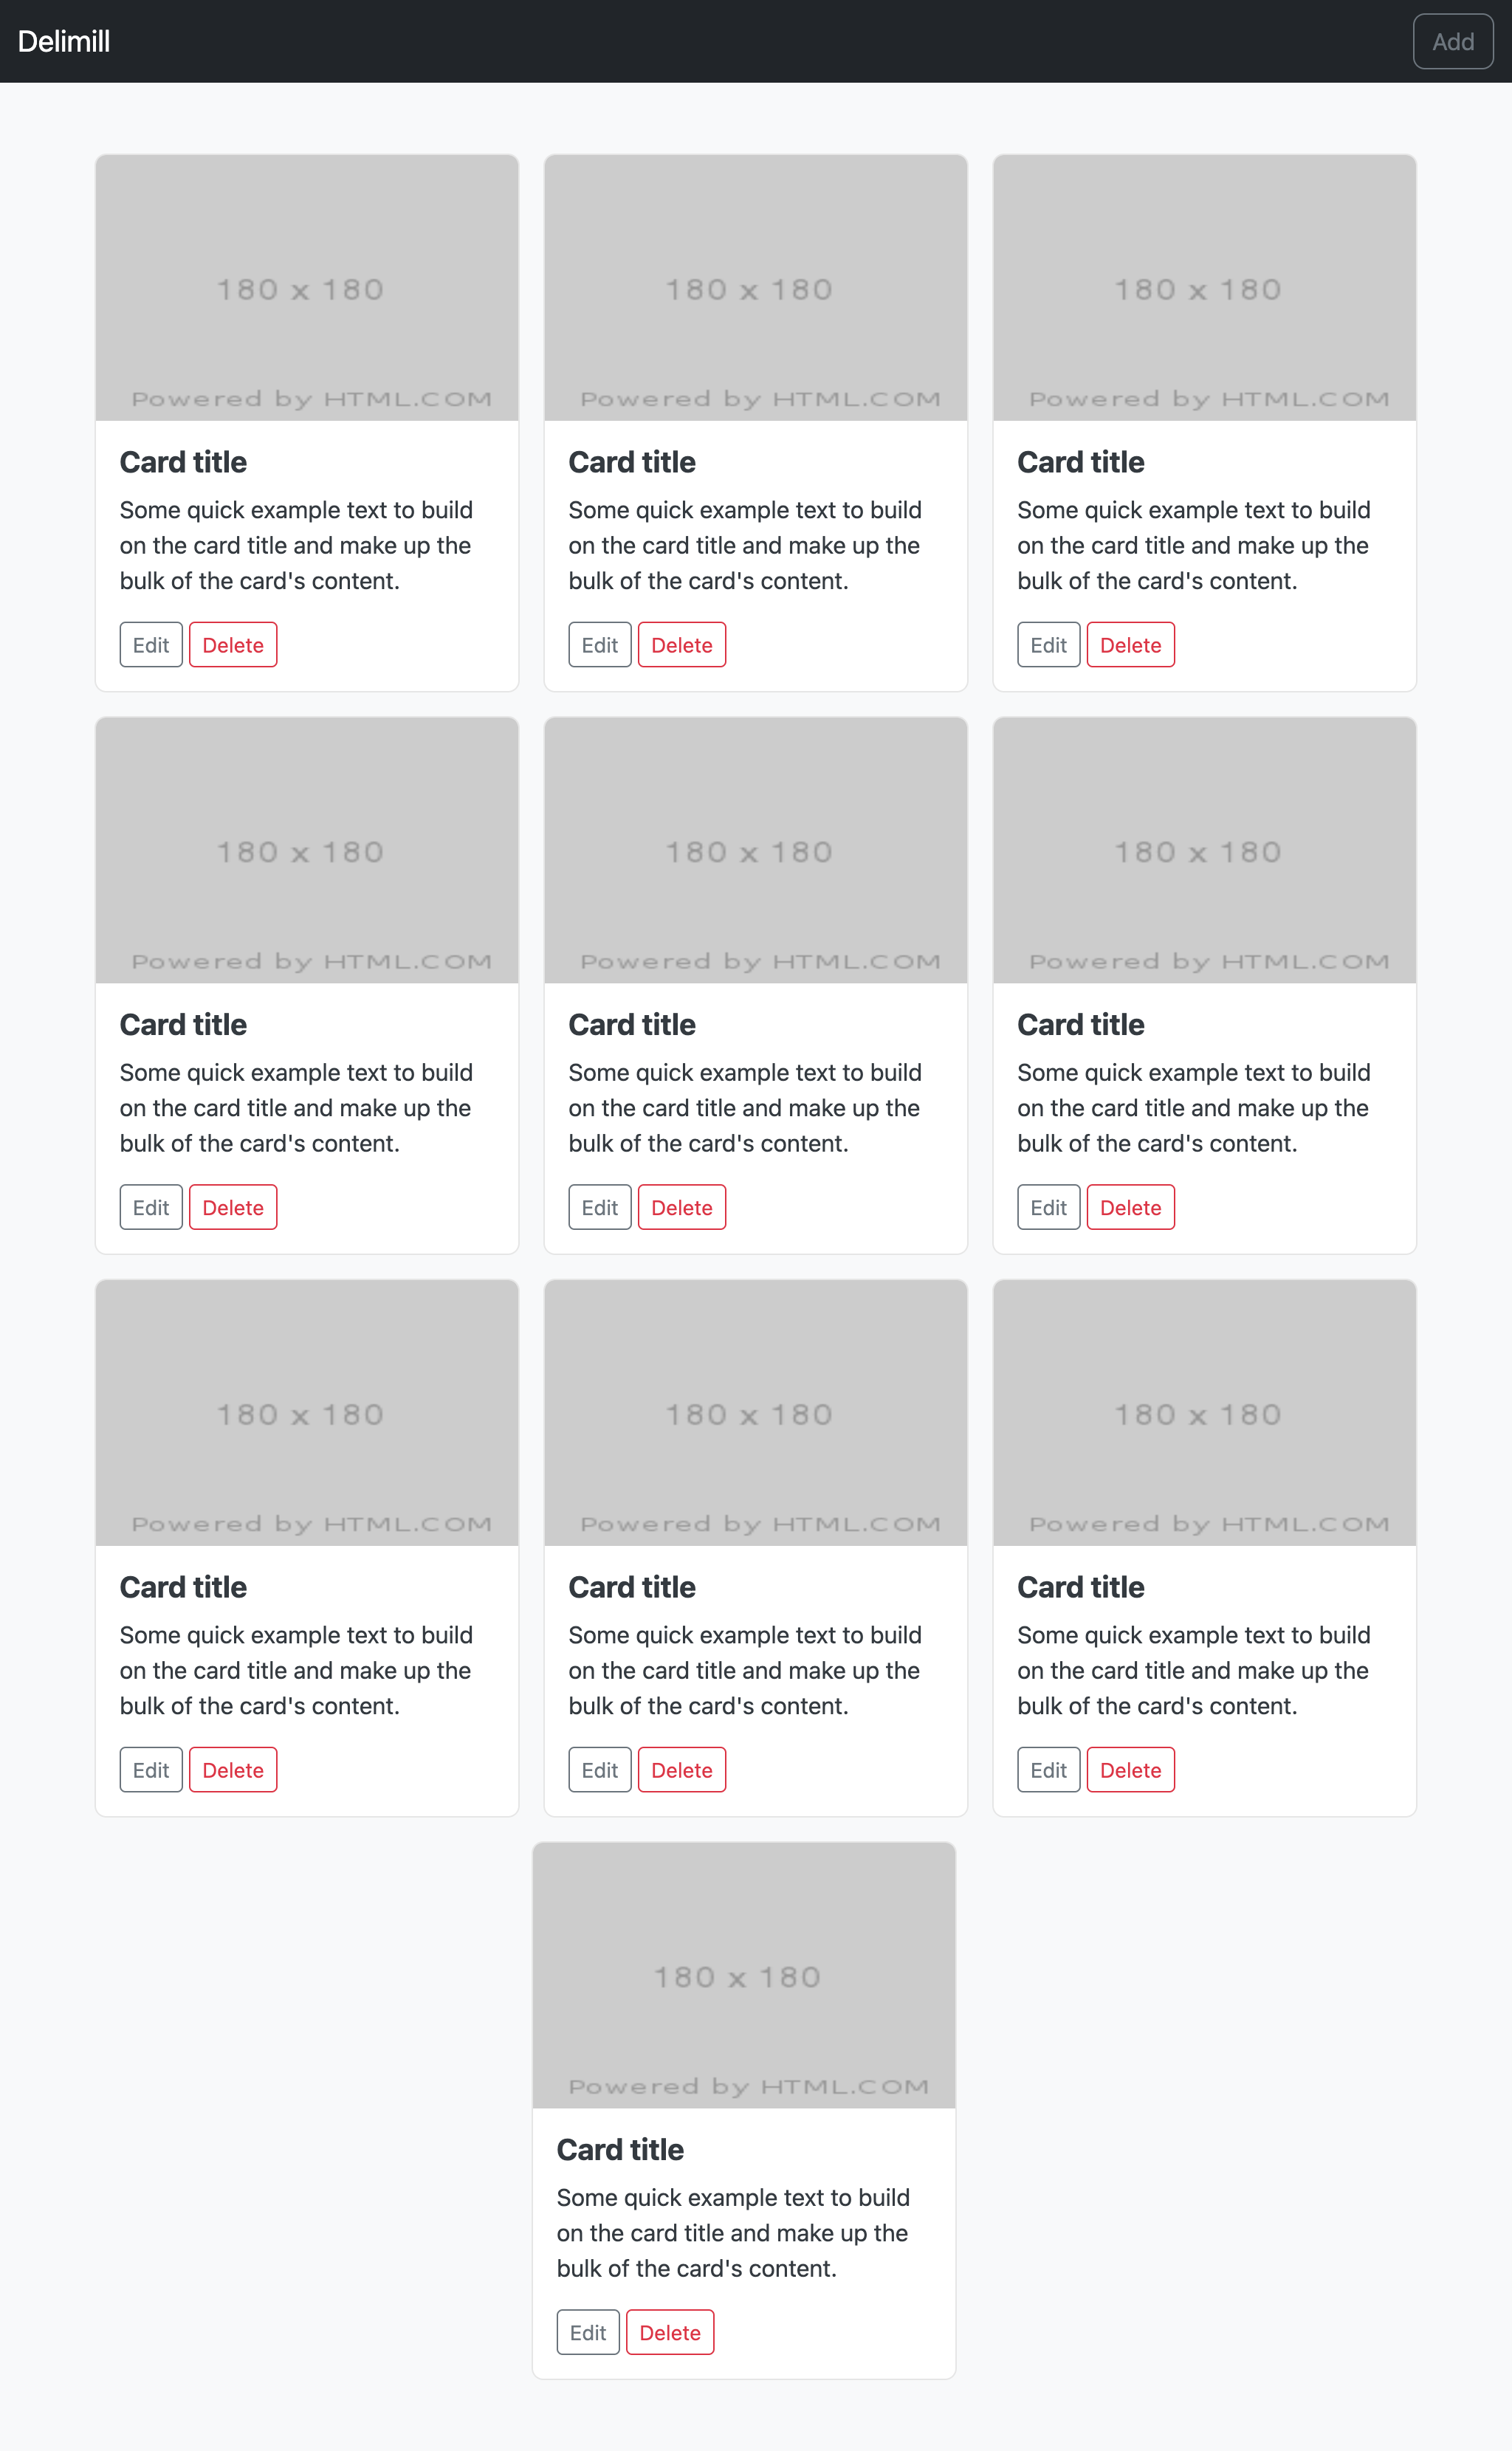 Delimill
Add
180 x 180
180 x 180
180 x 180
Powered by HTML.COM
Powered by HTML.COM
Powered by HTML.COM
Card title
Some quick example text to build
on the card title and make up the
bulk of the card's content.
Edit Delete
Card title
Some quick example text to build
on the card title and make up the
bulk of the card's content.
Edit Delete
Card title
Some quick example text to build
on the card title and make up the
bulk of the card's content.
Edit Delete
180 x 180
180 x 180
180 x 180
Powered by HTML.COM
Powered by HTML.COM
Powered by HTML.COM
Card title
Some quick example text to build
on the card title and make up the
bulk of the card's content.
Edit Delete
Card title
Some quick example text to build
on the card title and make up the
bulk of the card's content.
Edit Delete
Card title
Some quick example text to build
on the card title and make up the
bulk of the card's content.
Edit Delete
180 x 180
180 x 180
180 x 180
Powered by HTML.COM
Powered by HTML.COM
Powered by HTML.COM
Card title
Some quick example text to build
on the card title and make up the
bulk of the card's content.
Edit Delete
Card title
Some quick example text to build
on the card title and make up the
bulk of the card's content.
Edit Delete
Card title
Some quick example text to build
on the card title and make up the
bulk of the card's content.
Edit Delete
180 x 180
Powered by HTML.COM
Card title
Some quick example text to build
on the card title and make up the
bulk of the card's content.
Edit Delete